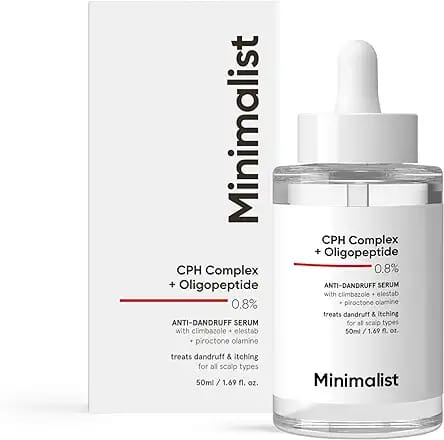 Minimalist
CPH Complex
+ Oligopeptide
0.8%
ANTI-DANDRUFF SERUM
with climbazole + elestab
+ piroctone olamine
treats dandruff & itching
for all scalp types
50ml / 1.69 fl. oz.
CPH Complex
+ Oligopeptide
0.8%
ANTI-DANDRUFF SERUM
with climbazole + elestab
+ piroctone olamine
treats dandruff & itching
for all scalp types
50ml / 1.69 fl. oz.
Minimalist